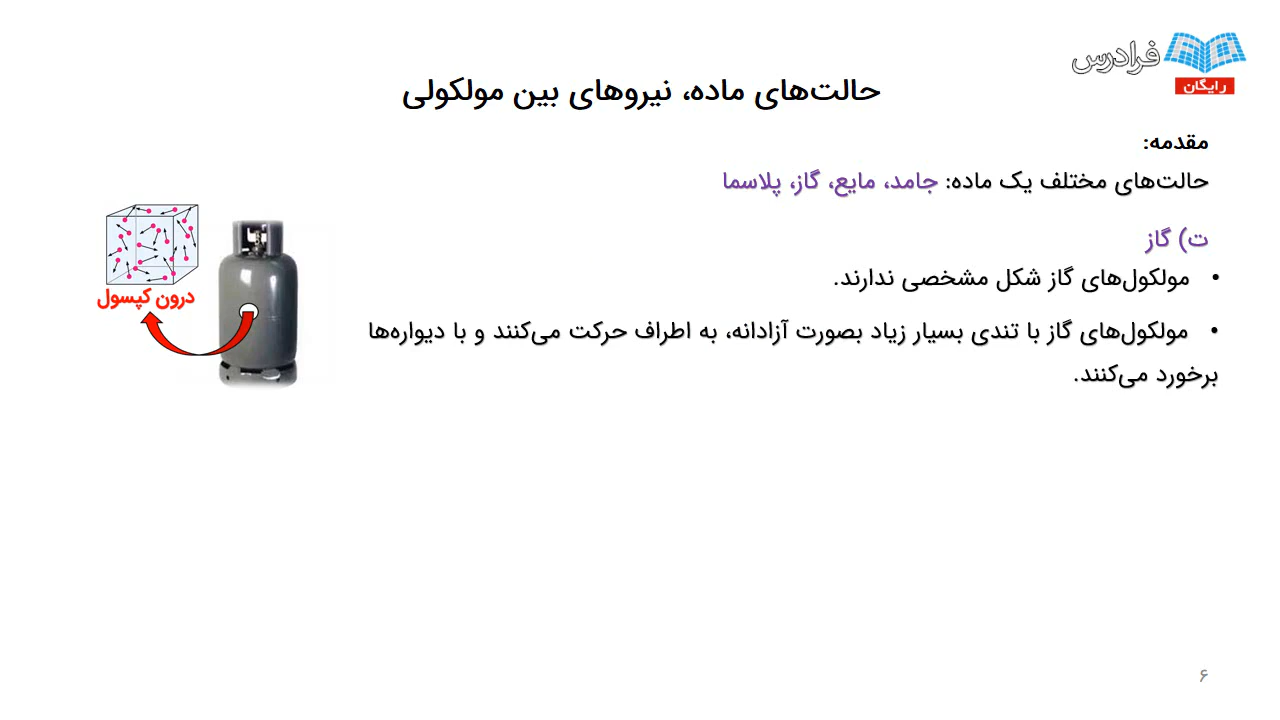 فرادرس
رایگان
حالت‌های ماده، نیروهای بین مولکولی
مقدمه:
حالت‌های مختلف یک ماده: جامد، مایع، گاز، پلاسما
ت) گاز
• مولکول‌های گاز شکل مشخصی ندارند.
• مولکول‌های گاز با تندی بسیار زیاد بصورت آزادانه، به اطراف حرکت می‌کنند و با دیواره‌ها
برخورد می‌کنند.
درون کپسول
۶